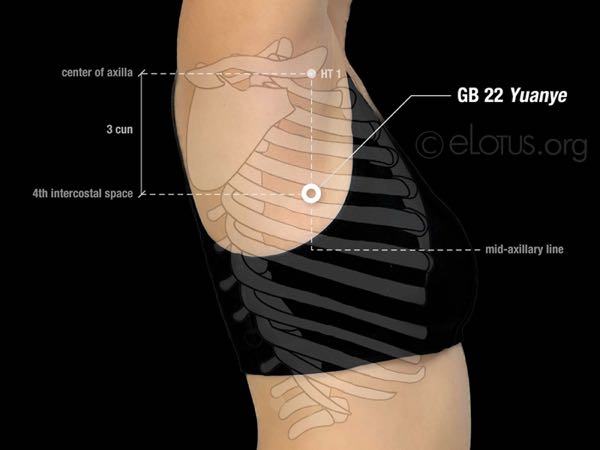 center of axilla
HT 1
GB 22 Yuanye
3 cun
© eLotus.org
4th intercostal space
mid-axillary line